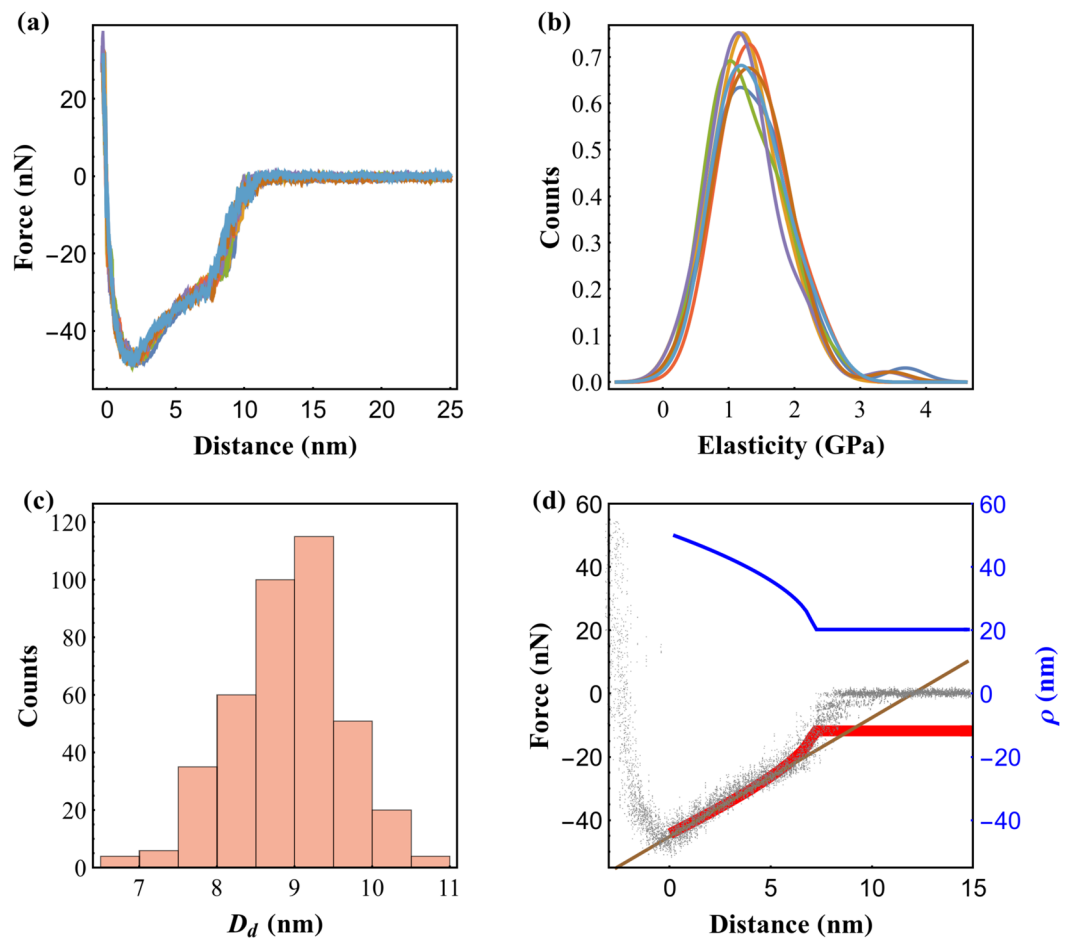 (a)
20
0
−20
−40
Force (nN)
0 5 10 15 20 25
Distance (nm)
(b)
0.7
0.6
0.5
0.4
0.3
0.2
0.1
0.0
Counts
0 1 2 3 4
Elasticity (GPa)
(c)
120
100
80
60
40
20
0
Counts
7 8 9 10 11
D_d (nm)
(d)
60
40
20
0
−20
−40
Force (nN)
60
40
20
0
−20
−40
ρ (nm)
0 5 10 15
Distance (nm)